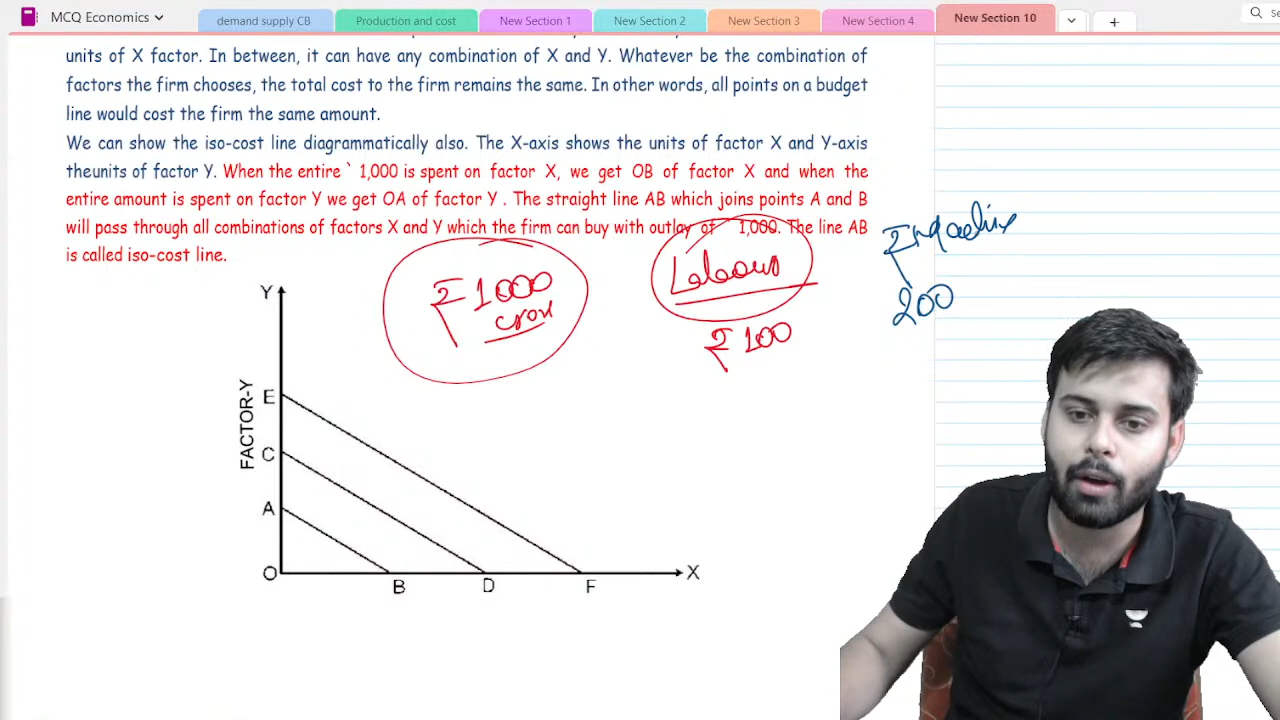 MCQ Economics
demand supply CB
Production and cost
New Section 1
New Section 2
New Section 3
New Section 4
New Section 10
units of X factor. In between, it can have any combination of X and Y. Whatever be the combination of
factors the firm chooses, the total cost to the firm remains the same. In other words, all points on a budget
line would cost the firm the same amount.
We can show the iso-cost line diagrammatically also. The X-axis shows the units of factor X and Y-axis
theunits of factor Y. When the entire ` 1,000 is spent on factor X, we get OB of factor X and when the
entire amount is spent on factor Y we get OA of factor Y . The straight line AB which joins points A and B
will pass through all combinations of factors X and Y which the firm can buy with outlay of 1,000. The line AB
is called iso-cost line.
₹ 1000
Labour
₹ 100
200
Y
FACTOR-Y
E
C
A
O
B
D
F
X